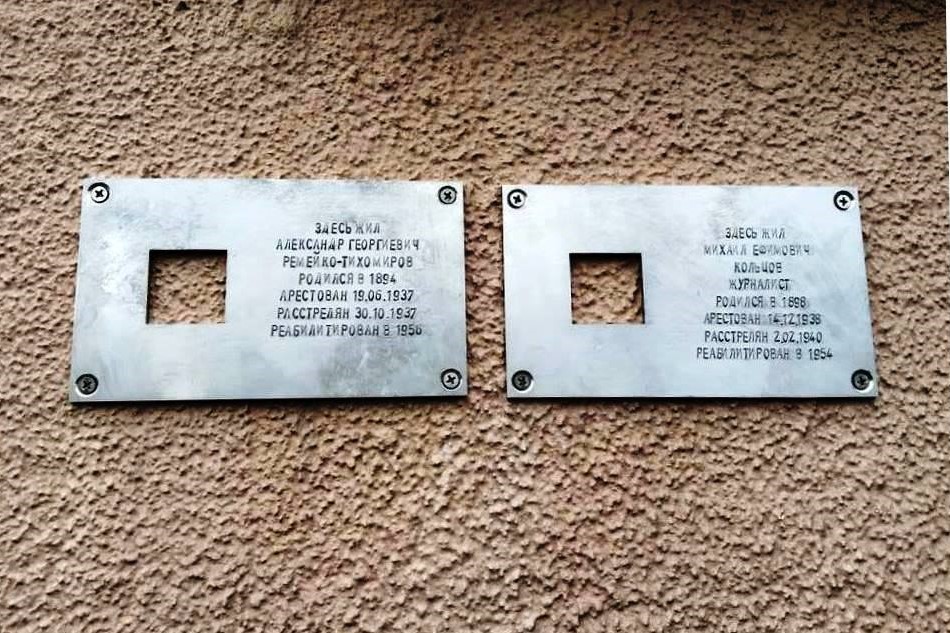 ЗДЕСЬ ЖИЛ
АЛЕКСАНДР ГЕОРГИЕВИЧ
РЕМЕЙКО-ТИХОМИРОВ
РОДИЛСЯ В 1894
АРЕСТОВАН 19.06.1937
РАССТРЕЛЯН 30.10.1937
РЕАБИЛИТИРОВАН В 1956
ЗДЕСЬ ЖИЛ
МИХАИЛ ЕФИМОВИЧ
КОЛЬЦОВ
ЖУРНАЛИСТ
РОДИЛСЯ В 1898
АРЕСТОВАН 14.12.1938
РАССТРЕЛЯН 2.02.1940
РЕАБИЛИТИРОВАН В 1954